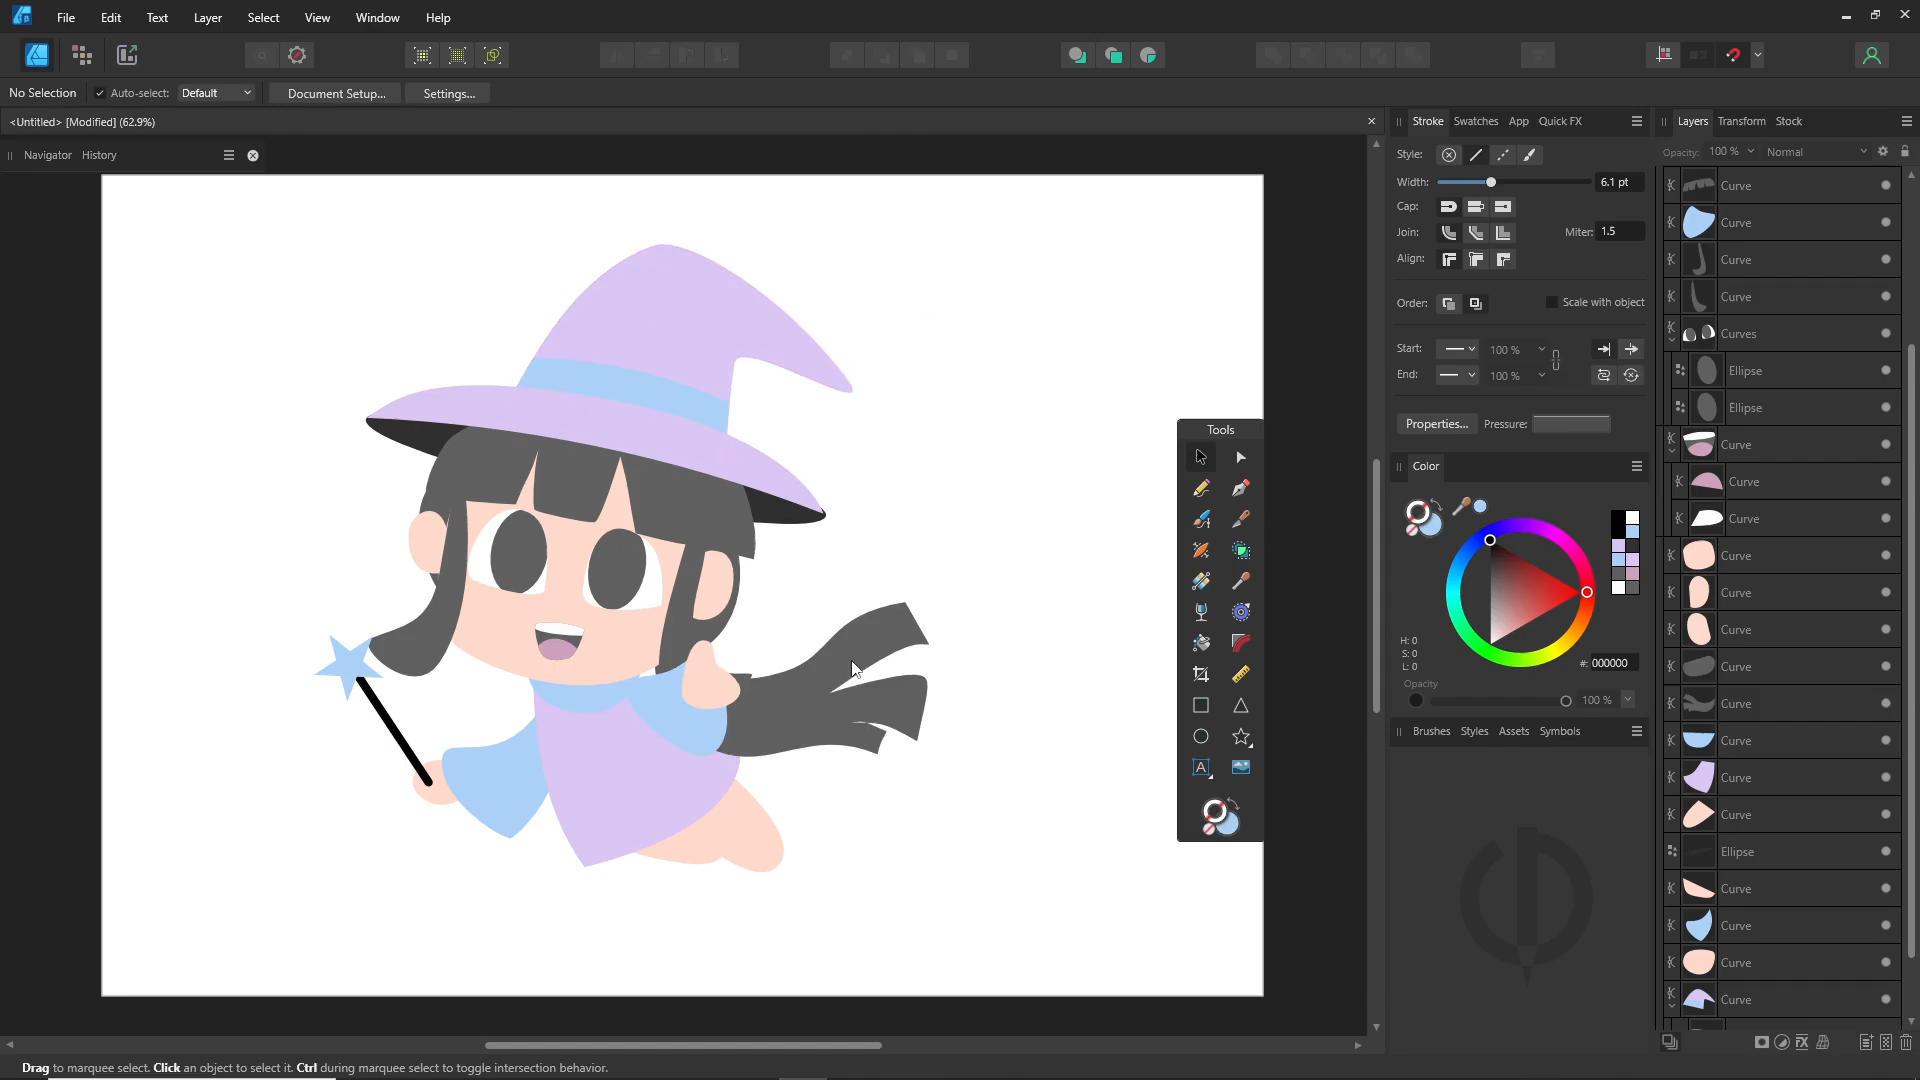 File Edit Text Layer Select View Window Help
No Selection Auto-select: Default Document Setup... Settings...
<Untitled> [Modified] (62.9%)
Navigator History
Tools
Stroke Swatches App Quick FX
Style:
Width: 6.1 pt
Cap:
Join: Miter: 1.5
Align:
Order: Scale with object
Start: 100 %
End: 100 %
Properties... Pressure:
Color
H: 0
S: 0
L: 0
#: 000000
Opacity
100 %
Brushes Styles Assets Symbols
Layers Transform Stock
Opacity: 100 % Normal
Curve
Curve
Curve
Curve
Curves
Ellipse
Ellipse
Curve
Curve
Curve
Curve
Curve
Curve
Curve
Curve
Curve
Curve
Curve
Ellipse
Curve
Curve
Curve
Curve
Drag to marquee select. Click an object to select it. Ctrl during marquee select to toggle intersection behavior.